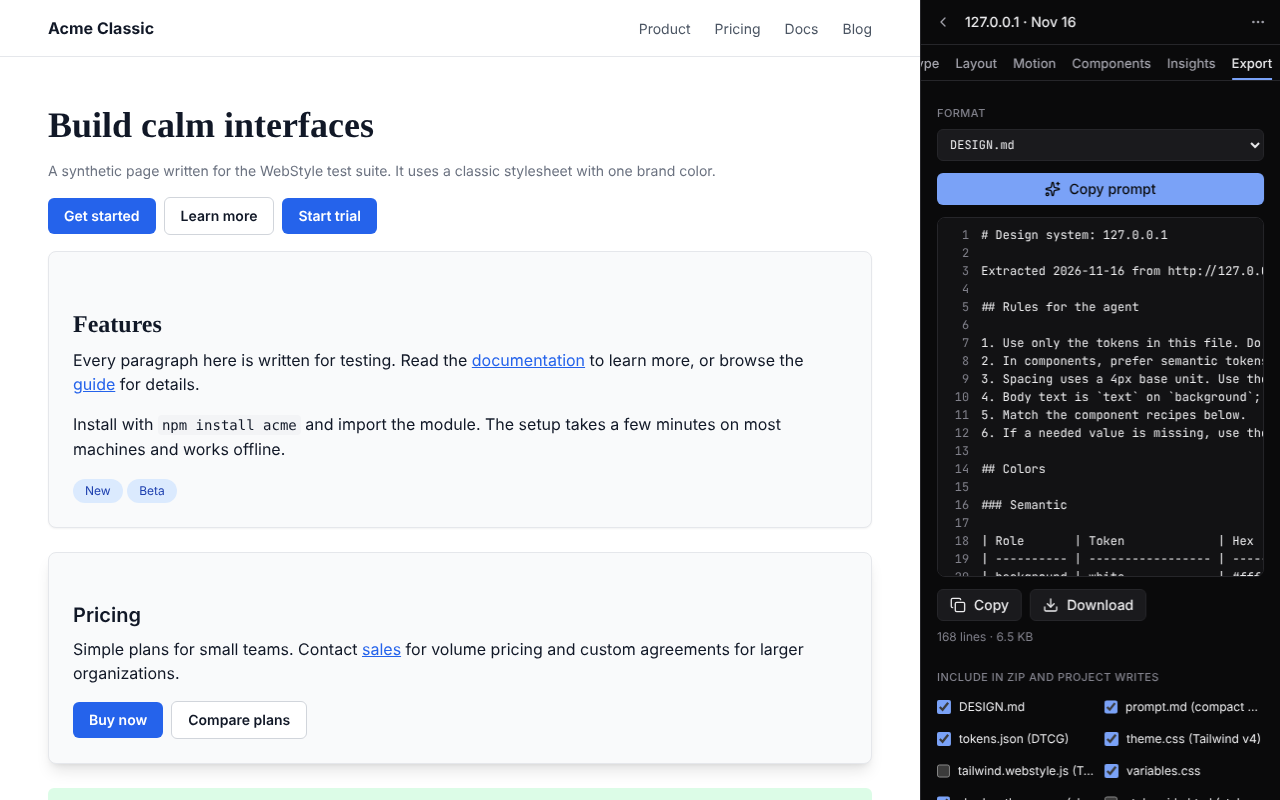 Acme Classic
Product Pricing Docs Blog
Build calm interfaces
A synthetic page written for the WebStyle test suite. It uses a classic stylesheet with one brand color.
Get started Learn more Start trial
Features
Every paragraph here is written for testing. Read the documentation to learn more, or browse the
guide for details.
Install with npm install acme and import the module. The setup takes a few minutes on most
machines and works offline.
New Beta
Pricing
Simple plans for small teams. Contact sales for volume pricing and custom agreements for larger
organizations.
Buy now Compare plans
127.0.0.1 · Nov 16
Layout Motion Components Insights Export
FORMAT
DESIGN.md
Copy prompt
1 # Design system: 127.0.0.1
2
3 Extracted 2026-11-16 from http://127.0.
4
5 ## Rules for the agent
6
7 1. Use only the tokens in this file. Do
8 2. In components, prefer semantic token
9 3. Spacing uses a 4px base unit. Use the
10 4. Body text is `text` on `background`;
11 5. Match the component recipes below.
12 6. If a needed value is missing, use the
13
14 ## Colors
15
16 ### Semantic
17
18 | Role | Token | Hex
19 | ---------- | ----------------- | ----
Copy Download
168 lines · 6.5 KB
INCLUDE IN ZIP AND PROJECT WRITES
DESIGN.md prompt.md (compact ...
tokens.json (DTCG) theme.css (Tailwind v4)
tailwind.webstyle.js (T... variables.css